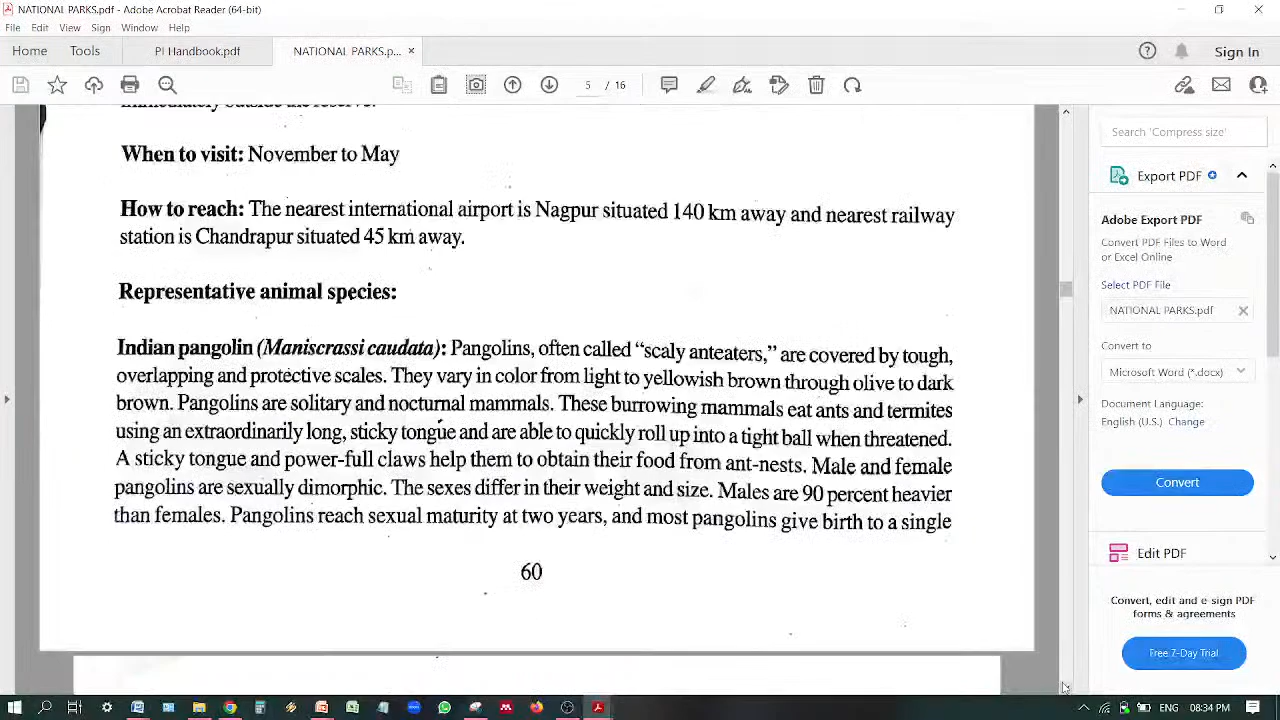 NATIONAL PARKS.pdf - Adobe Acrobat Reader (64-bit)
File Edit View Sign Window Help
Home Tools PI Handbook.pdf NATIONAL PARKS.p... × Sign In
5 / 16
When to visit: November to May
How to reach: The nearest international airport is Nagpur situated 140 km away and nearest railway
station is Chandrapur situated 45 km away.
Representative animal species:
Indian pangolin (Maniscrassi caudata): Pangolins, often called “scaly anteaters,” are covered by tough,
overlapping and protective scales. They vary in color from light to yellowish brown through olive to dark
brown. Pangolins are solitary and nocturnal mammals. These burrowing mammals eat ants and termites
using an extraordinarily long, sticky tongue and are able to quickly roll up into a tight ball when threatened.
A sticky tongue and power-full claws help them to obtain their food from ant-nests. Male and female
pangolins are sexually dimorphic. The sexes differ in their weight and size. Males are 90 percent heavier
than females. Pangolins reach sexual maturity at two years, and most pangolins give birth to a single
60
Search 'Compress size'
Export PDF
Adobe Export PDF
Convert PDF Files to Word
or Excel Online
Select PDF File
NATIONAL PARKS.pdf
Convert to
Microsoft Word (*.docx)
Document Language:
English (U.S.) Change
Convert
Edit PDF
Convert, edit and e-sign PDF
forms & agreements
Free 7-Day Trial
ENG 08:34 PM